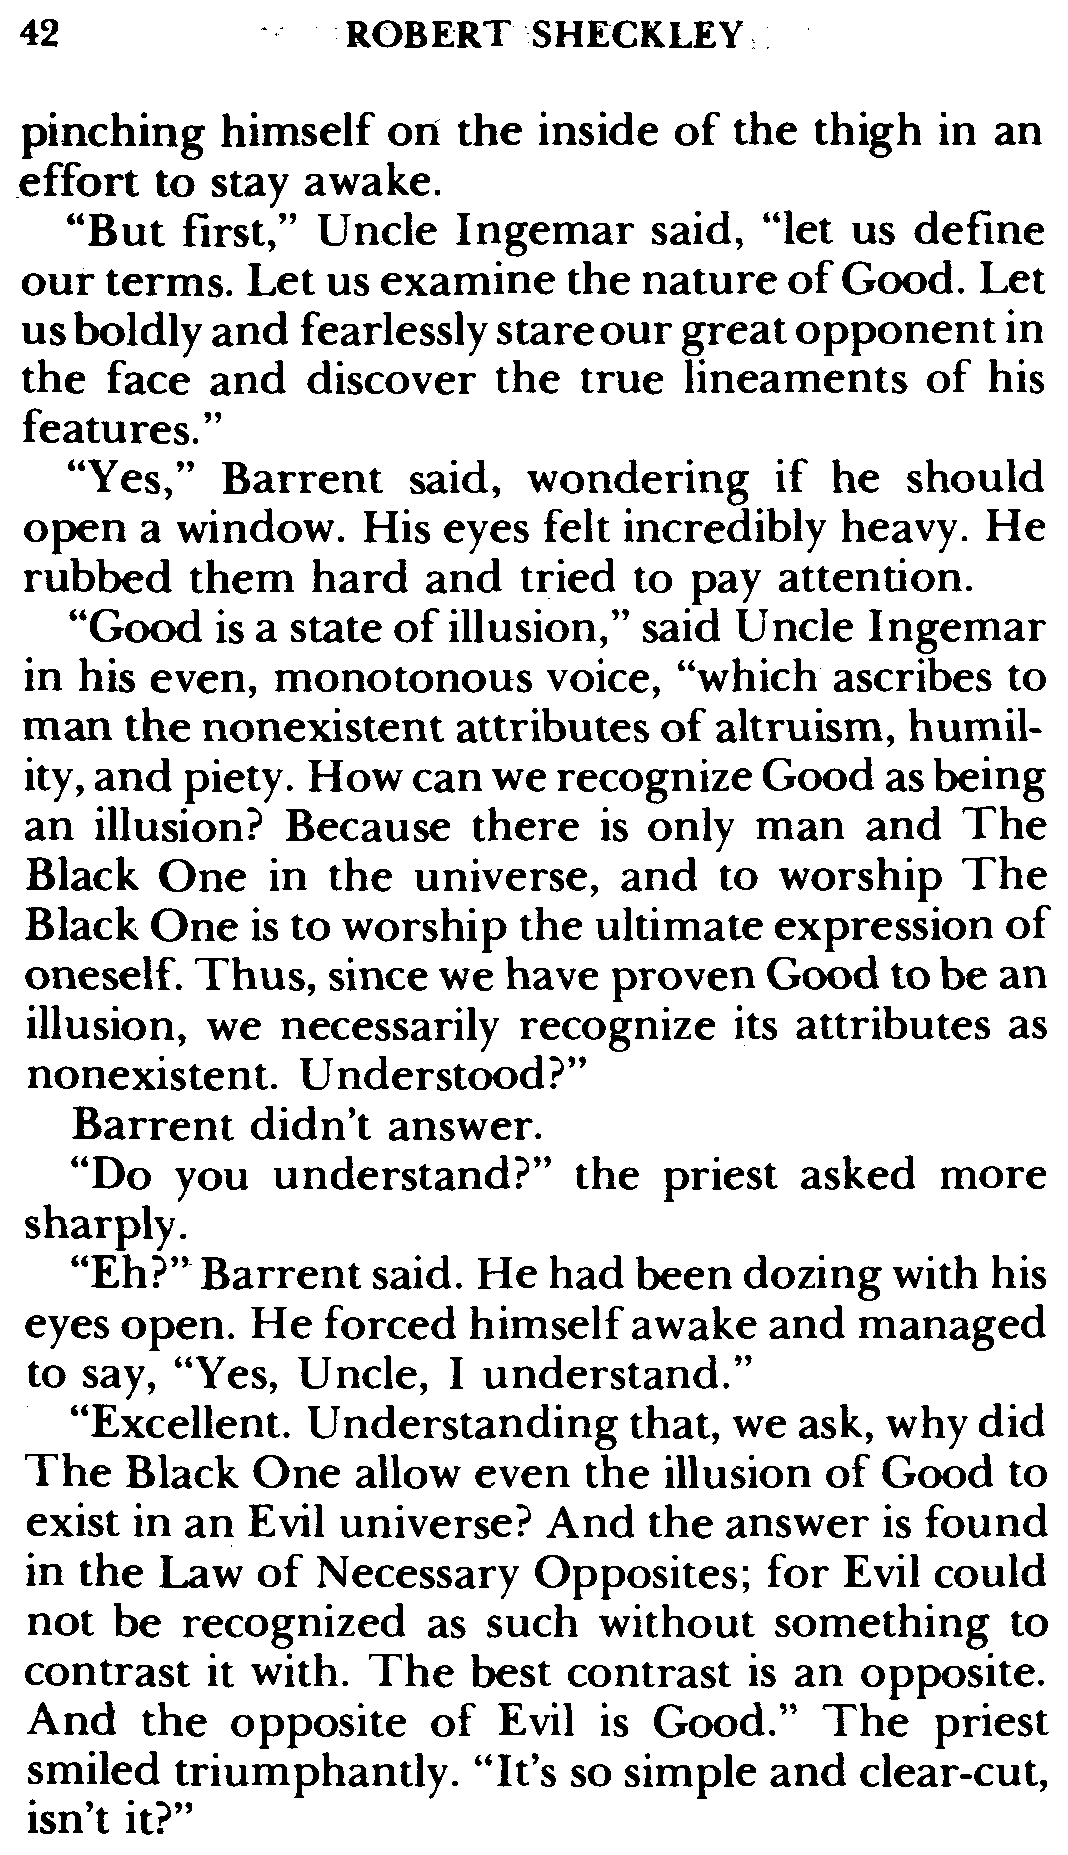 42 ROBERT SHECKLEY
pinching himself on the inside of the thigh in an
effort to stay awake.
“But first,” Uncle Ingemar said, “let us define
our terms. Let us examine the nature of Good. Let
us boldly and fearlessly stare our great opponent in
the face and discover the true lineaments of his
features.”
“Yes,” Barrent said, wondering if he should
open a window. His eyes felt incredibly heavy. He
rubbed them hard and tried to pay attention.
“Good is a state of illusion,” said Uncle Ingemar
in his even, monotonous voice, “which ascribes to
man the nonexistent attributes of altruism, humil-
ity, and piety. How can we recognize Good as being
an illusion? Because there is only man and The
Black One in the universe, and to worship The
Black One is to worship the ultimate expression of
oneself. Thus, since we have proven Good to be an
illusion, we necessarily recognize its attributes as
nonexistent. Understood?”
Barrent didn’t answer.
“Do you understand?” the priest asked more
sharply.
“Eh?” Barrent said. He had been dozing with his
eyes open. He forced himself awake and managed
to say, “Yes, Uncle, I understand.”
“Excellent. Understanding that, we ask, why did
The Black One allow even the illusion of Good to
exist in an Evil universe? And the answer is found
in the Law of Necessary Opposites; for Evil could
not be recognized as such without something to
contrast it with. The best contrast is an opposite.
And the opposite of Evil is Good.” The priest
smiled triumphantly. “It’s so simple and clear-cut,
isn’t it?”